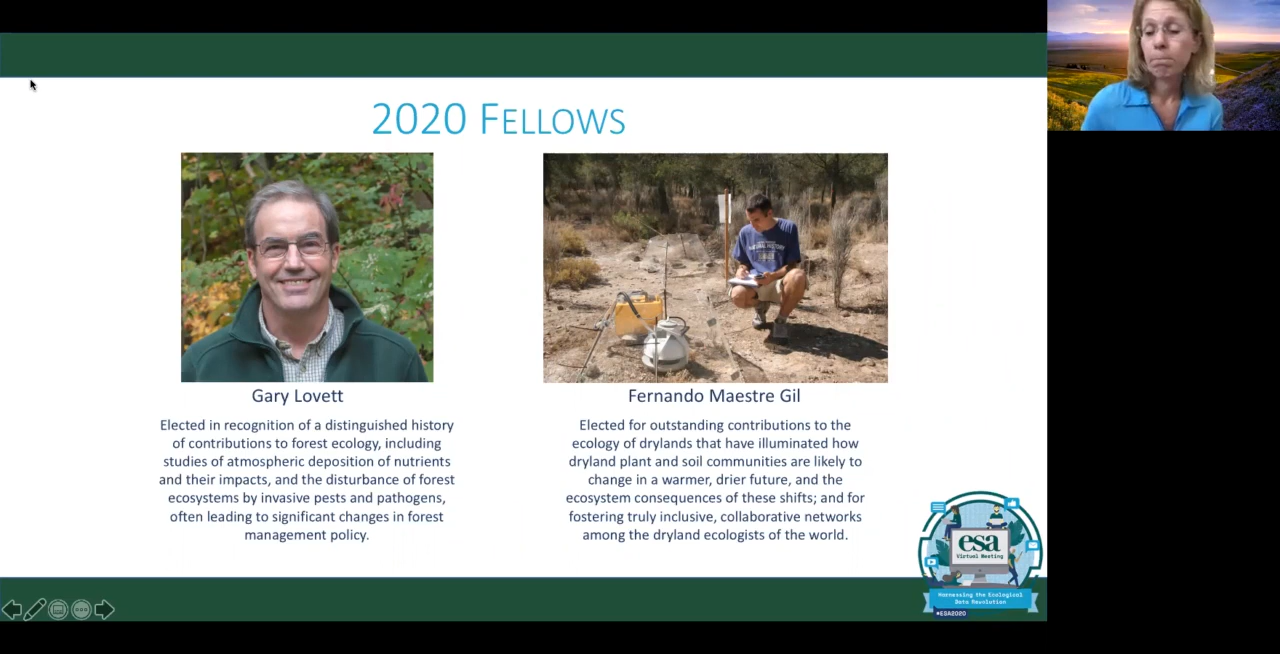 2020 FELLOWS
Gary Lovett
Elected in recognition of a distinguished history
of contributions to forest ecology, including
studies of atmospheric deposition of nutrients
and their impacts, and the disturbance of forest
ecosystems by invasive pests and pathogens,
often leading to significant changes in forest
management policy.
Fernando Maestre Gil
Elected for outstanding contributions to the
ecology of drylands that have illuminated how
dryland plant and soil communities are likely to
change in a warmer, drier future, and the
ecosystem consequences of these shifts; and for
fostering truly inclusive, collaborative networks
among the dryland ecologists of the world.
esa
Virtual Meeting
Harnessing the Ecological
Data Revolution
#ESA2020